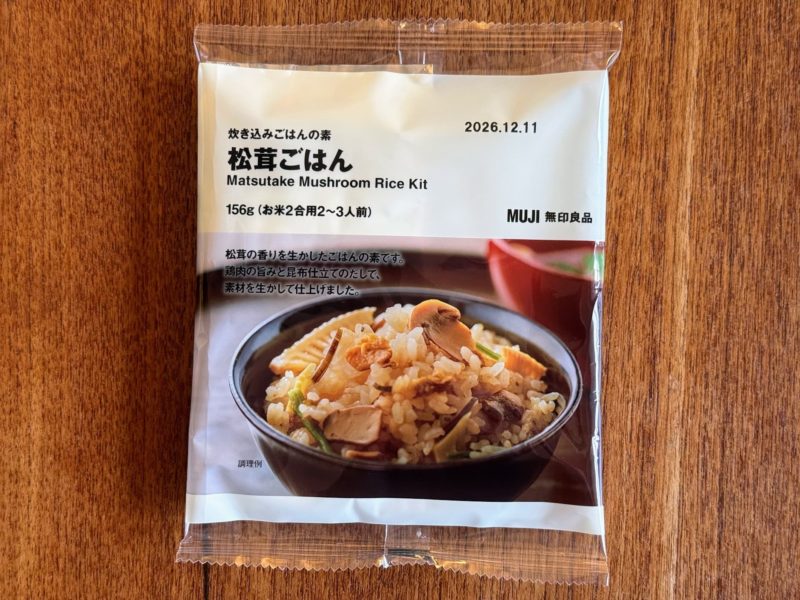 炊き込みごはんの素
2026.12.11
松茸ごはん
Matsutake Mushroom Rice Kit
156g（お米2合用2～3人前）
MUJI 無印良品
松茸の香りを生かしたごはんの素です。
鶏肉の旨みと昆布仕立てのだしで、
素材を生かして仕上げました。
調理例